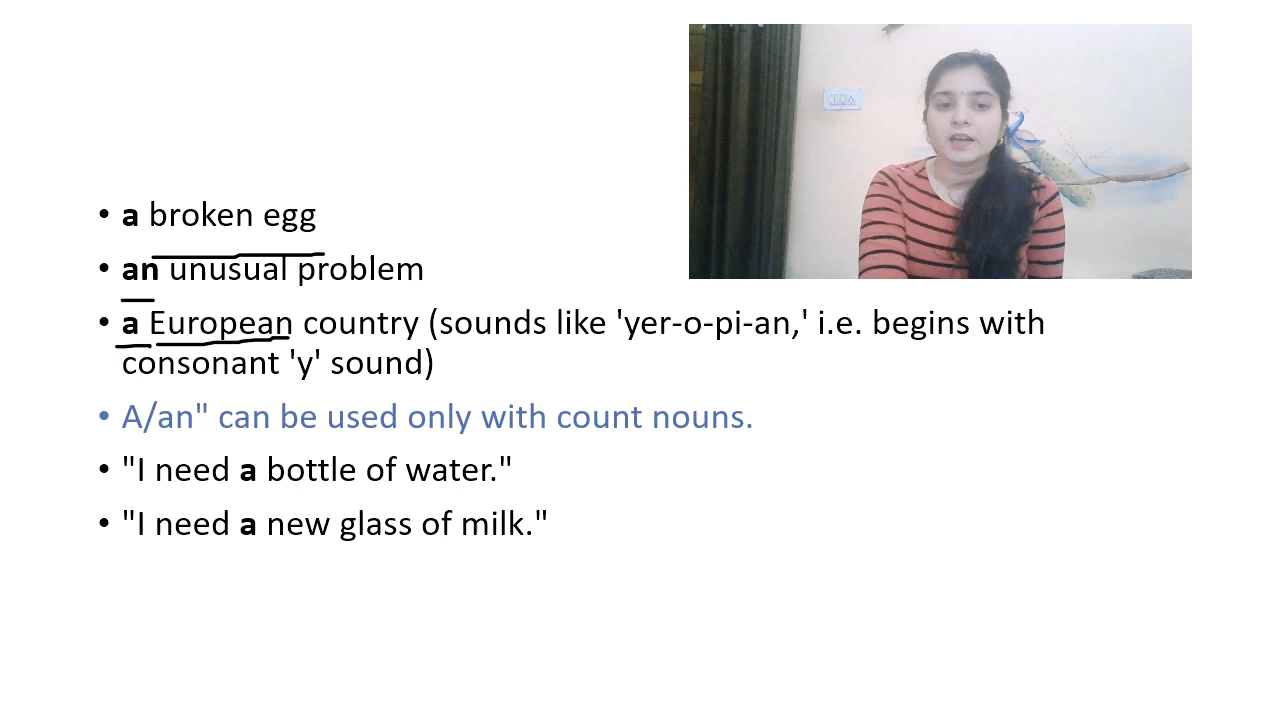 • a broken egg
• an unusual problem
• a European country (sounds like 'yer-o-pi-an,' i.e. begins with
consonant 'y' sound)
• A/an" can be used only with count nouns.
• "I need a bottle of water."
• "I need a new glass of milk."